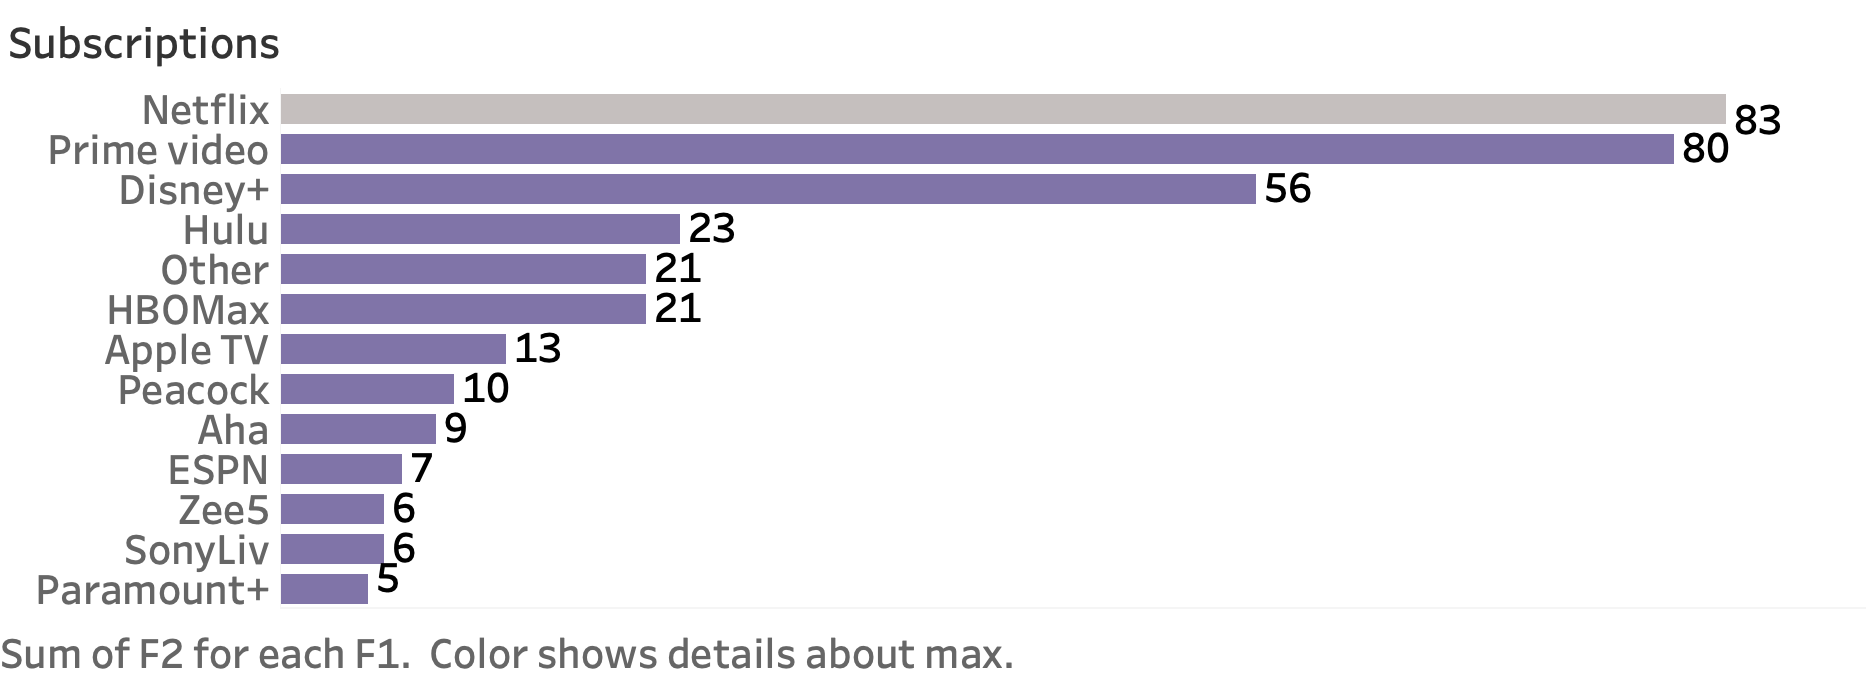 Subscriptions
Netflix 83
Prime video 80
Disney+ 56
Hulu 23
Other 21
HBOMax 21
Apple TV 13
Peacock 10
Aha 9
ESPN 7
Zee5 6
SonyLiv 6
Paramount+ 5
Sum of F2 for each F1.  Color shows details about max.